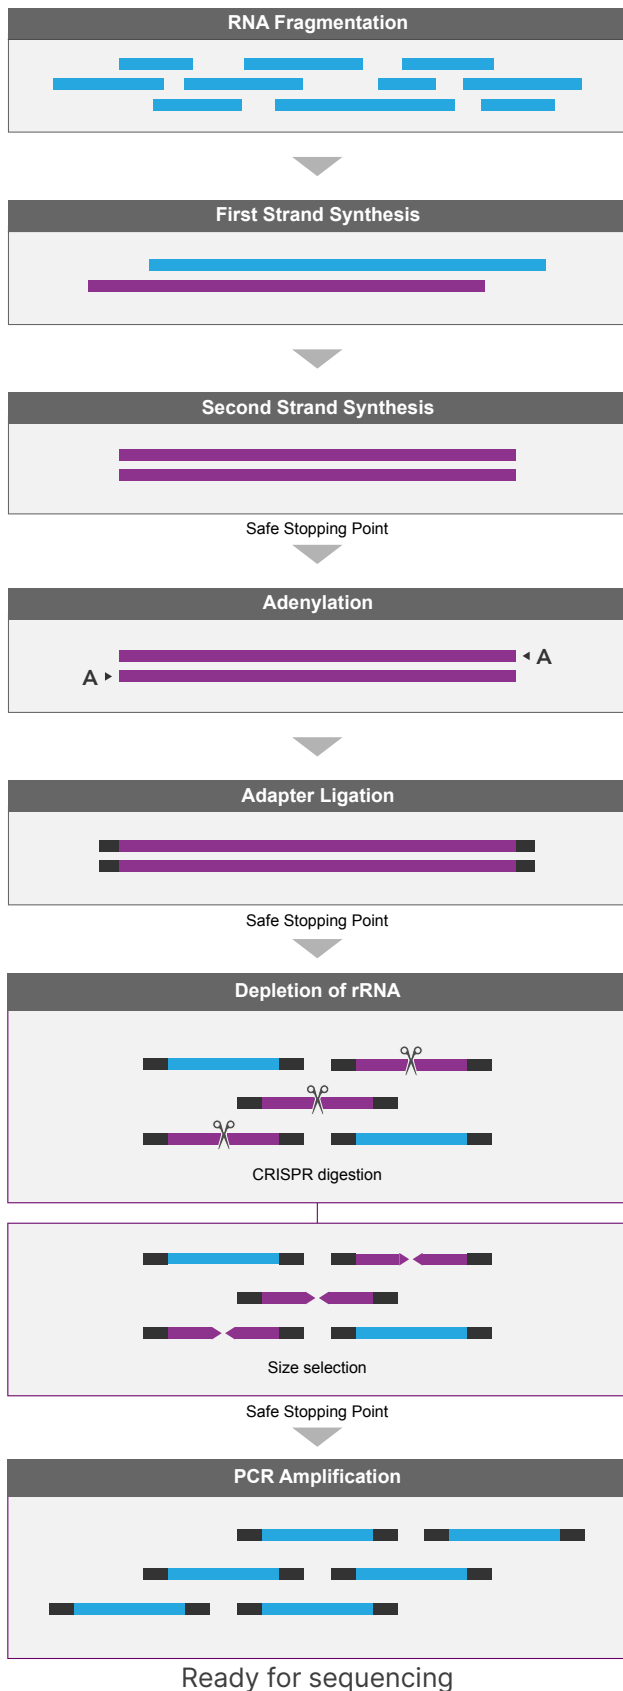 RNA Fragmentation
First Strand Synthesis
Second Strand Synthesis
Safe Stopping Point
Adenylation
A
A
Adapter Ligation
Safe Stopping Point
Depletion of rRNA
CRISPR digestion
Size selection
Safe Stopping Point
PCR Amplification
Ready for sequencing